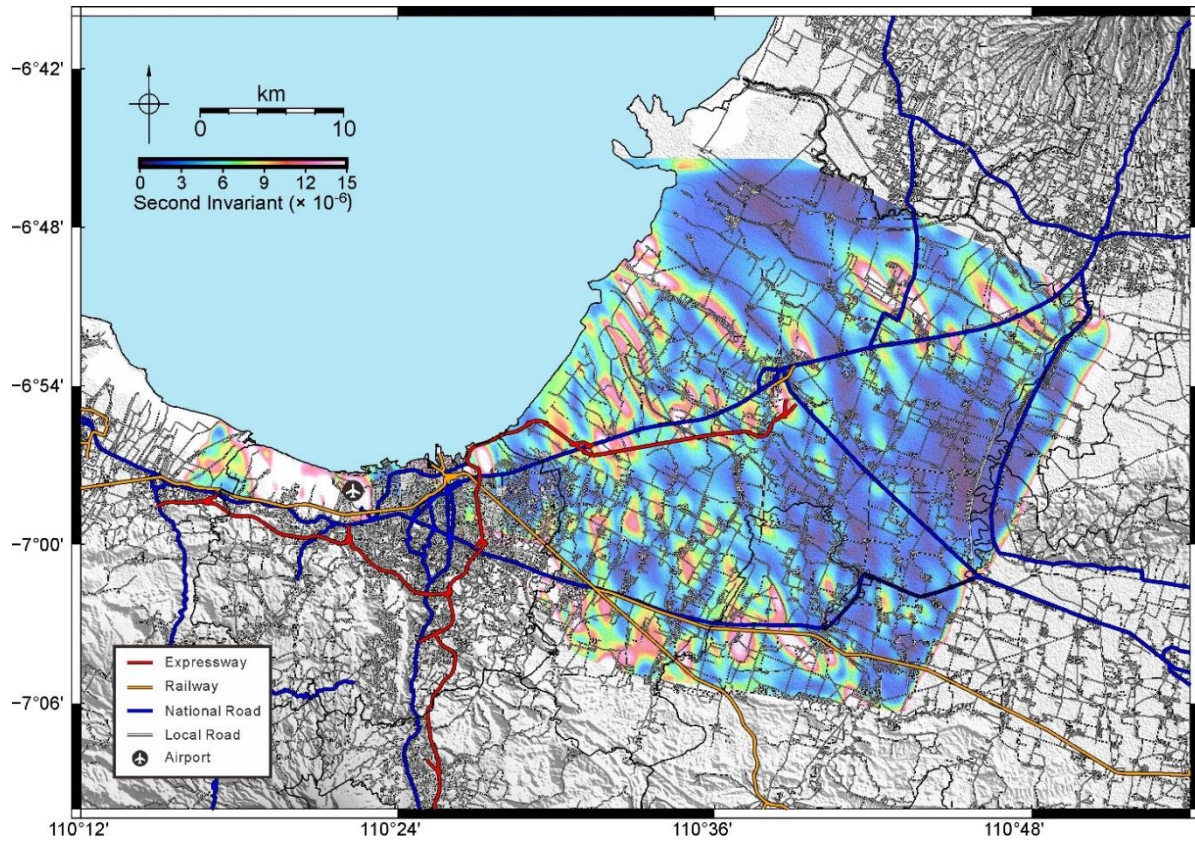 −6°42'
−6°48'
−6°54'
−7°00'
−7°06'
km
0 10
0 3 6 9 12 15
Second Invariant (× 10⁻⁶)
Expressway
Railway
National Road
Local Road
Airport
110°12' 110°24' 110°36' 110°48'